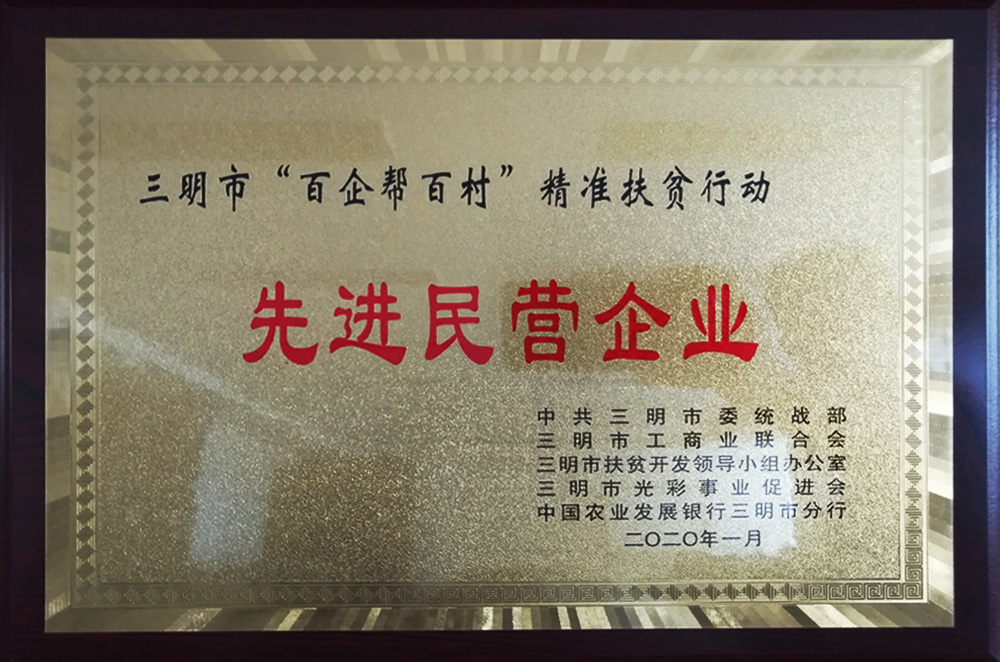 三明市“百企帮百村”精准扶贫行动
先进民营企业
中共三明市委统战部
三明市工商业联合会
三明市扶贫开发领导小组办公室
三明市光彩事业促进会
中国农业发展银行三明市分行
二〇二〇年一月